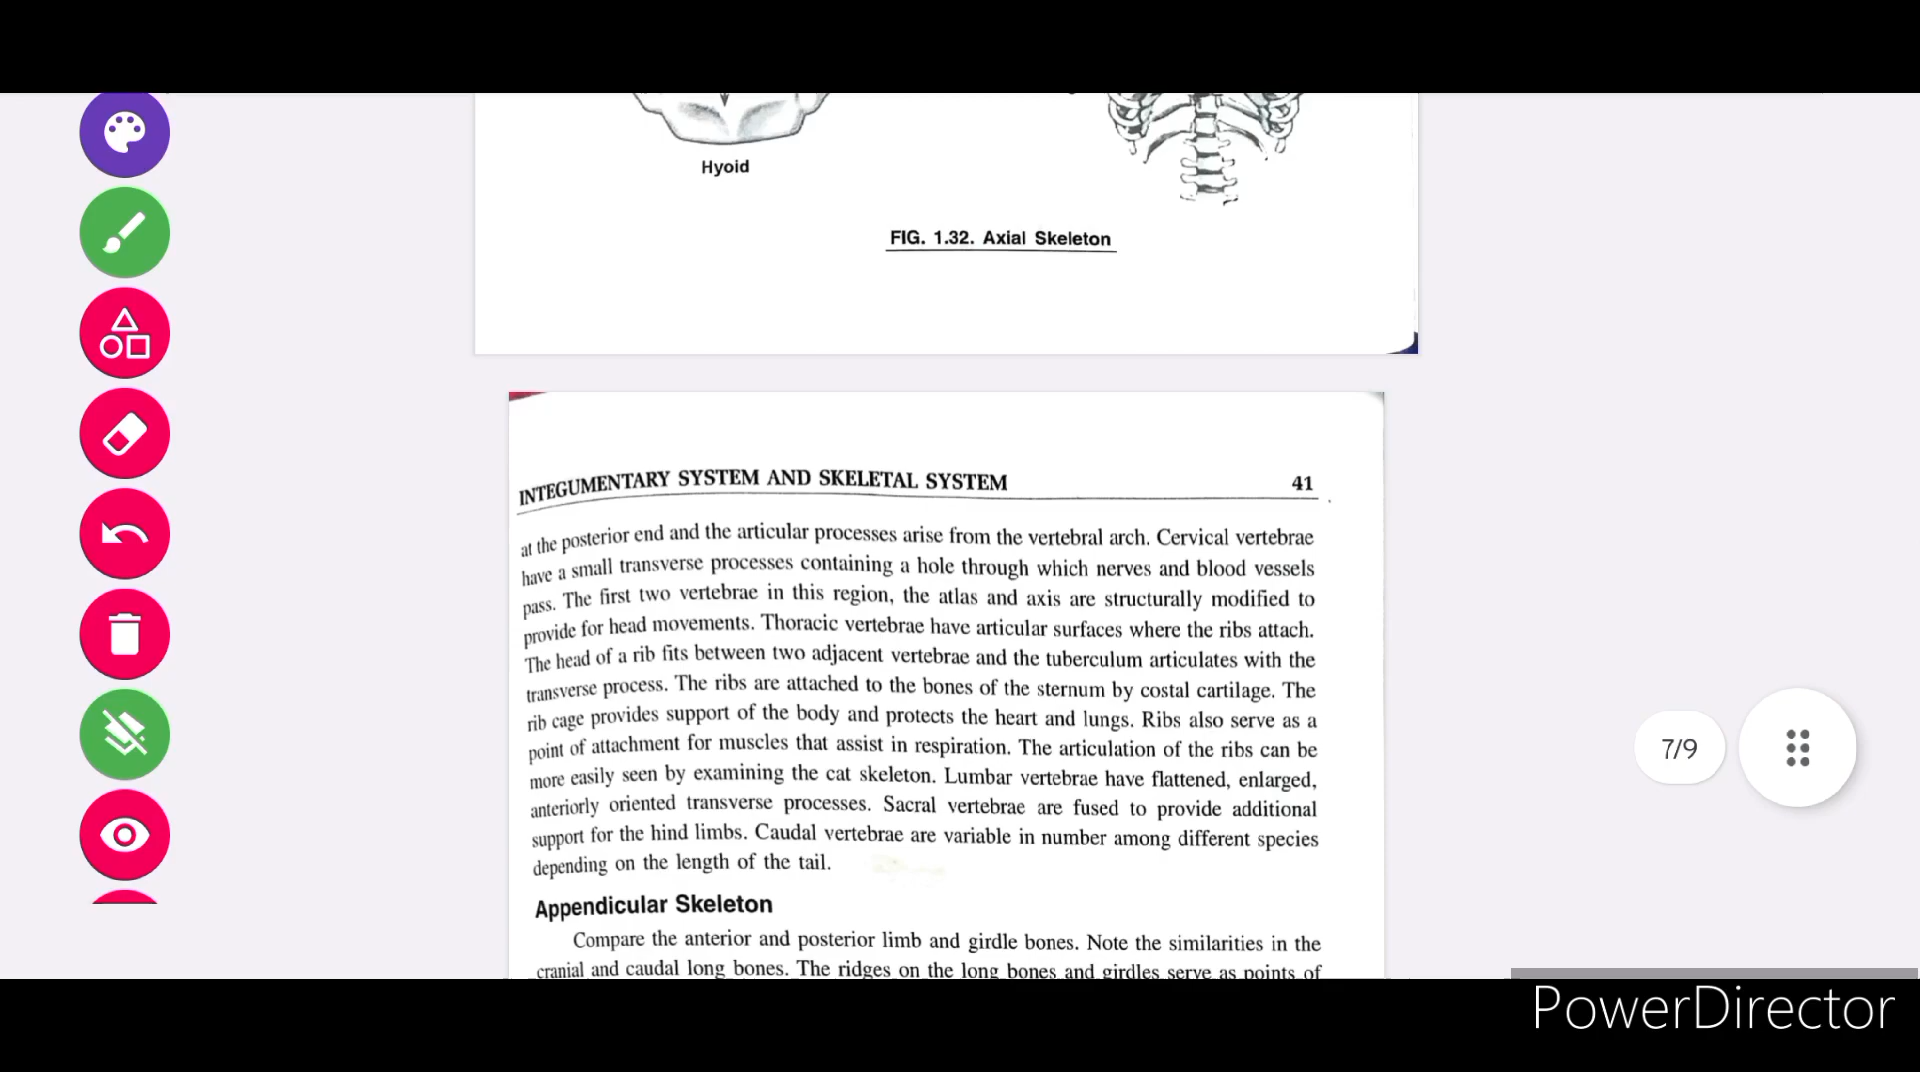 Hyoid
FIG. 1.32. Axial Skeleton
INTEGUMENTARY SYSTEM AND SKELETAL SYSTEM 41
at the posterior end and the articular processes arise from the vertebral arch. Cervical vertebrae
have a small transverse processes containing a hole through which nerves and blood vessels
pass. The first two vertebrae in this region, the atlas and axis are structurally modified to
provide for head movements. Thoracic vertebrae have articular surfaces where the ribs attach.
The head of a rib fits between two adjacent vertebrae and the tuberculum articulates with the
transverse process. The ribs are attached to the bones of the sternum by costal cartilage. The
rib cage provides support of the body and protects the heart and lungs. Ribs also serve as a
point of attachment for muscles that assist in respiration. The articulation of the ribs can be
more easily seen by examining the cat skeleton. Lumbar vertebrae have flattened, enlarged,
anteriorly oriented transverse processes. Sacral vertebrae are fused to provide additional
support for the hind limbs. Caudal vertebrae are variable in number among different species
depending on the length of the tail.
Appendicular Skeleton
Compare the anterior and posterior limb and girdle bones. Note the similarities in the
cranial and caudal long bones. The ridges on the long bones and girdles serve as points of
7/9
PowerDirector